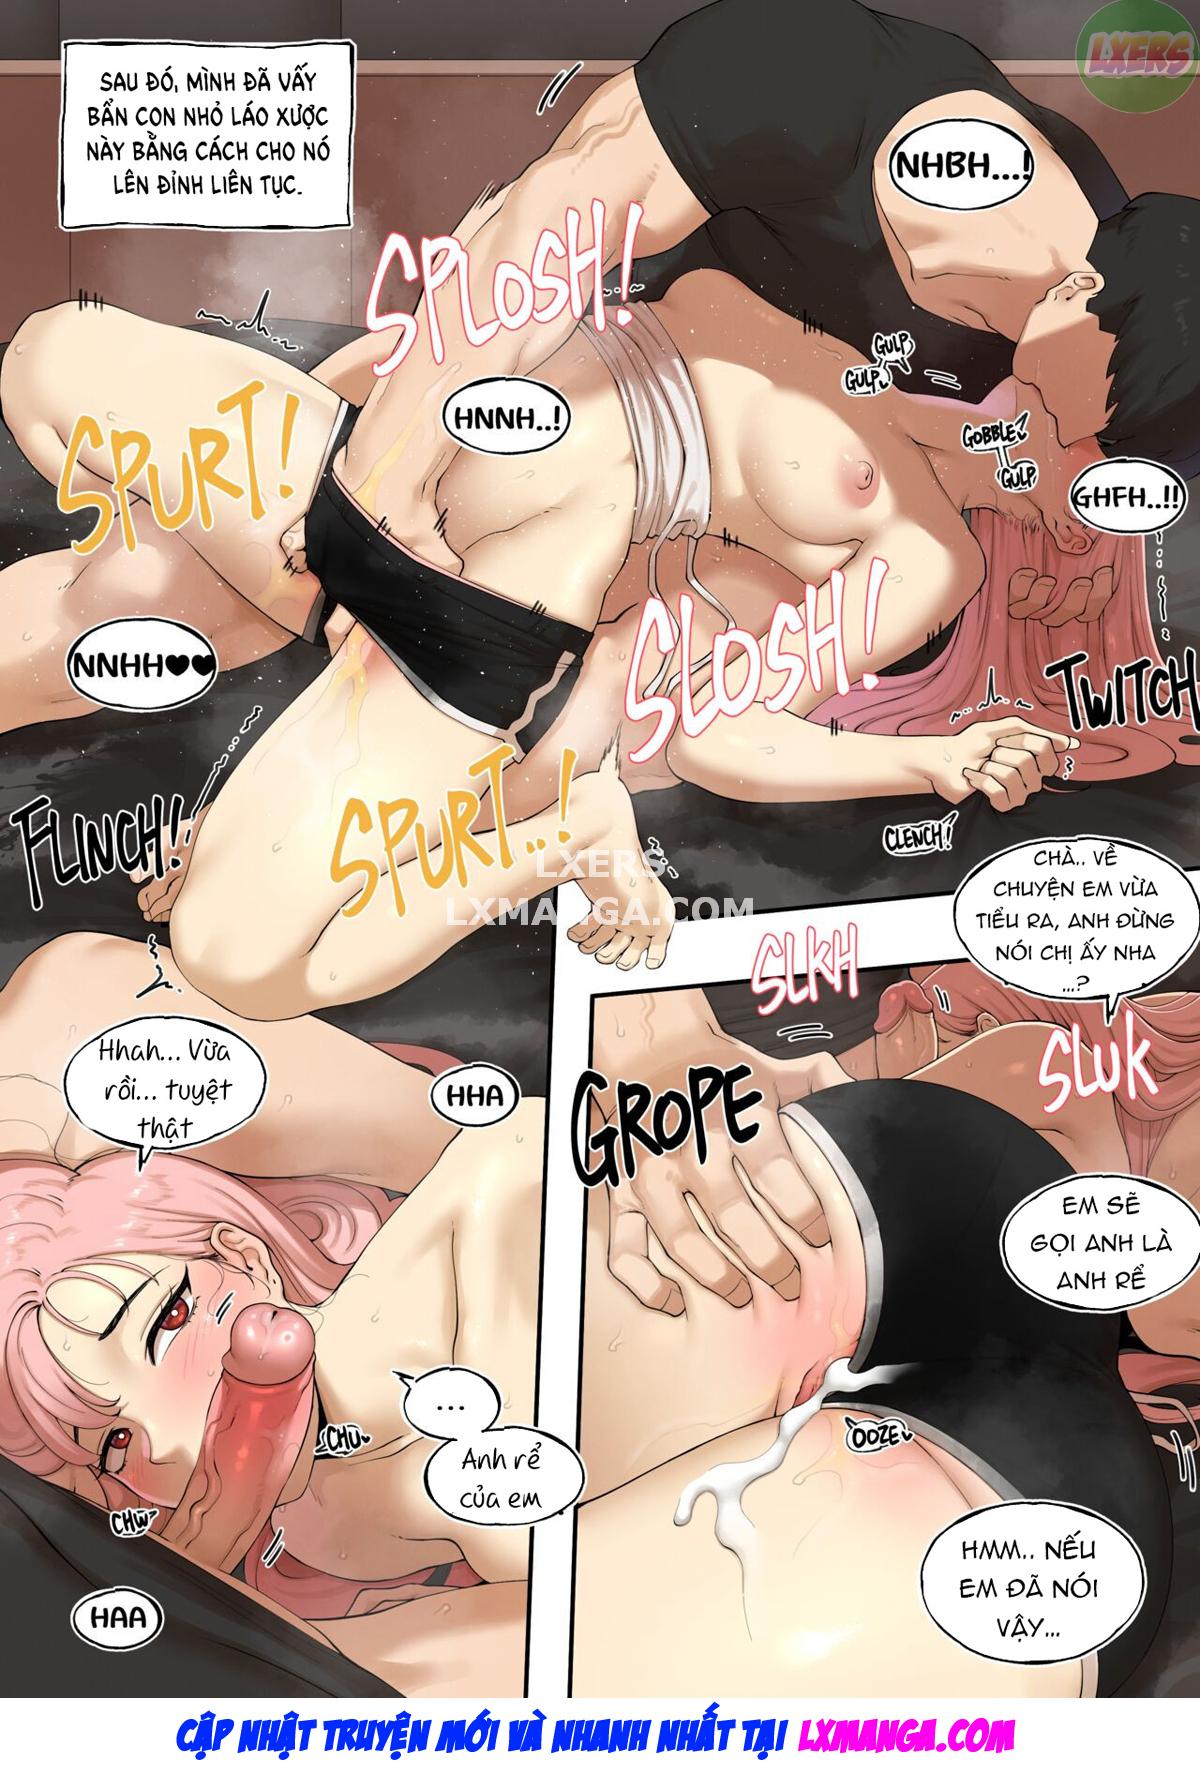 LXERS
SAU ĐÓ, MÌNH ĐÃ VẤY
BẨN CON NHỎ LÁO XƯỢC
NÀY BẰNG CÁCH CHO NÓ
LÊN ĐỈNH LIÊN TỤC.
NHBH...!
SPLOSH!
GULP
GULP
HNNH..!
SPURT!
GOBBLE
GULP
GHFH..!!
SLOSH!
NNHH♥♥
TWITCH
FLINCH!
SPURT..!
CLENCH!
LXERS
LXMANGA.COM
CHÀ.. VỀ
CHUYỆN EM VỪA
TIỂU RA, ANH ĐỪNG
NÓI CHỊ ẤY NHA
...?
SLKH
SLUK
GROPE
Hhah... Vừa
rồi... tuyệt
thật
HHA
EM SẼ
GỌI ANH LÀ
ANH RỂ
...
Anh rể
của em
CHU
CHU
OOZE
HAA
HMM.. NẾU
EM ĐÃ NÓI
VẬY...
CẬP NHẬT TRUYỆN MỚI VÀ NHANH NHẤT TẠI LXMANGA.COM